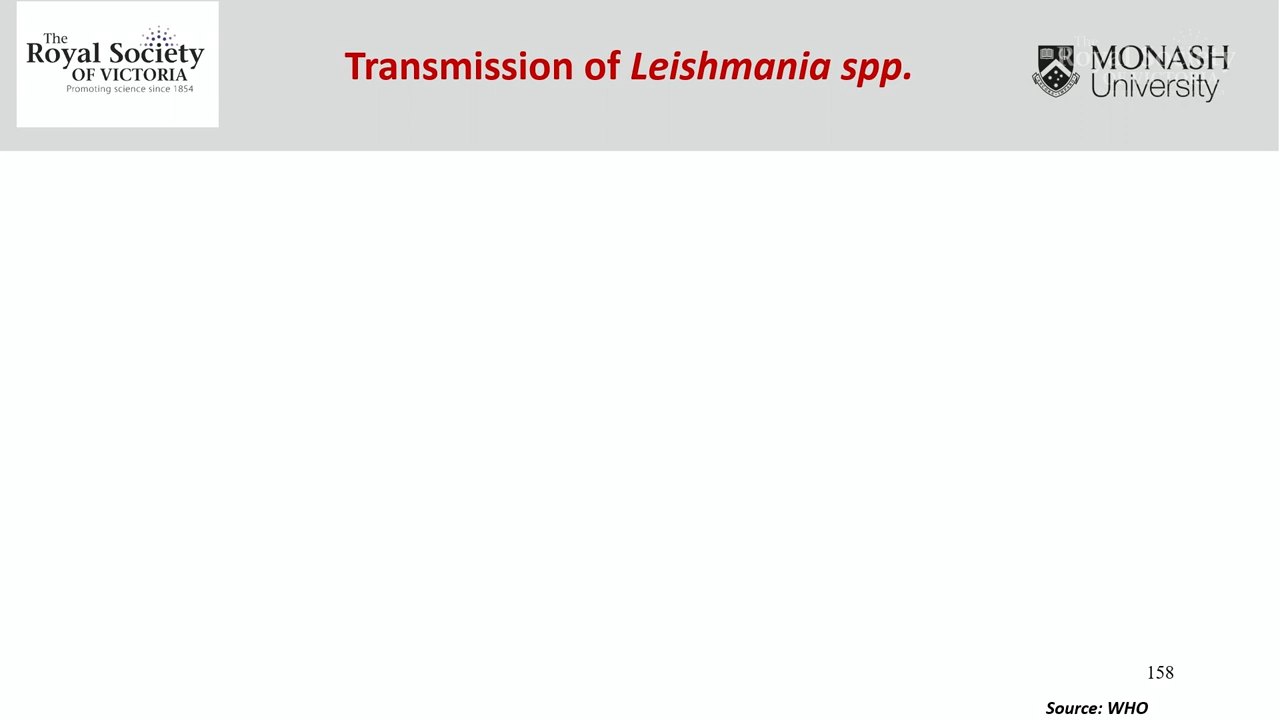 The
Royal Society
OF VICTORIA
Promoting science since 1854
Transmission of Leishmania spp.
MONASH
University
158
Source: WHO